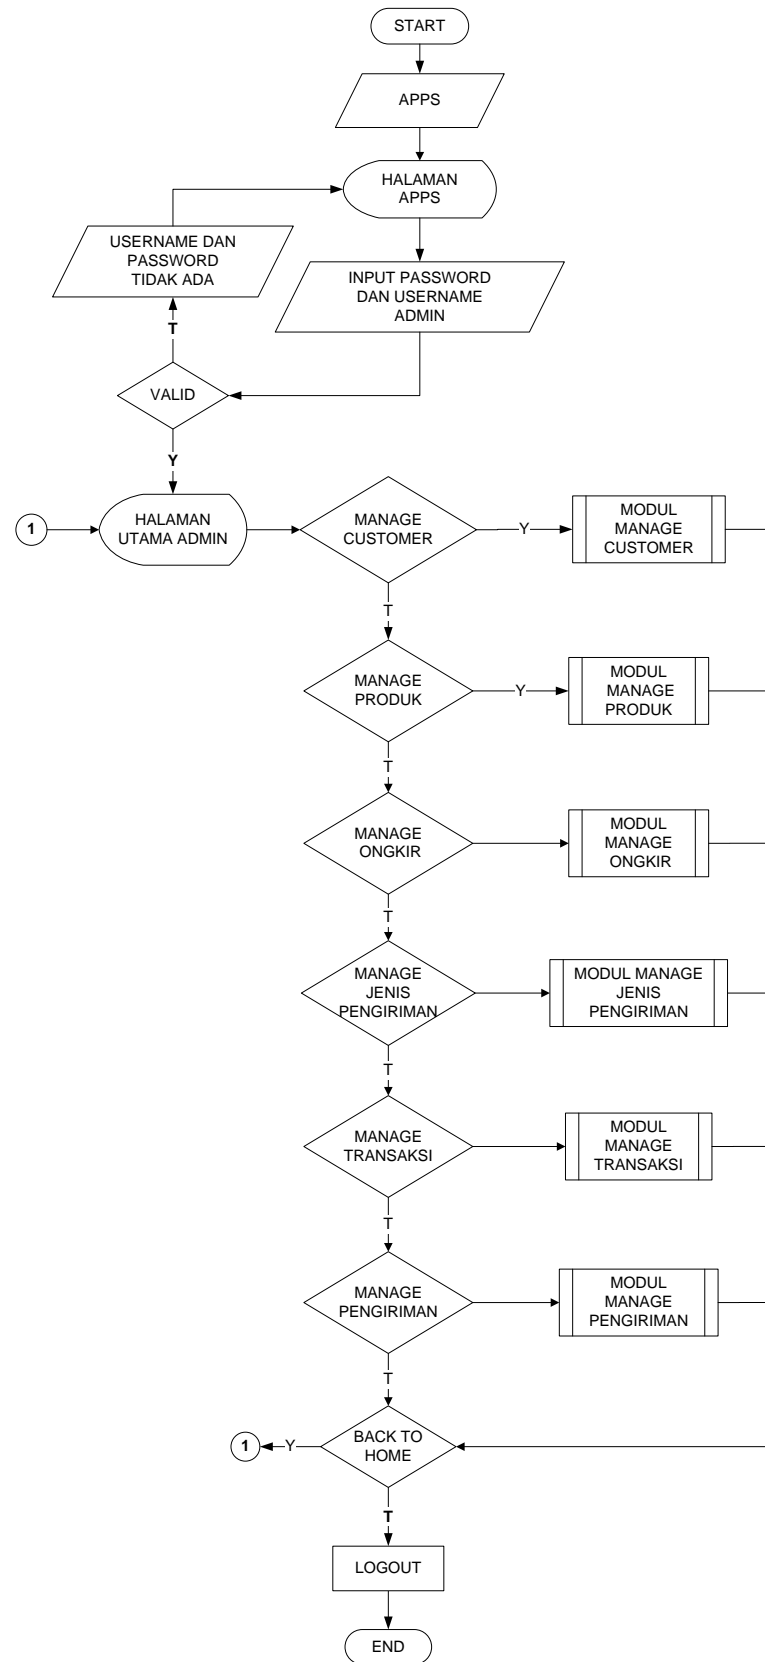 START
APPS
HALAMAN
APPS
USERNAME DAN
PASSWORD
TIDAK ADA
INPUT PASSWORD
DAN USERNAME
ADMIN
T
VALID
Y
1
HALAMAN
UTAMA ADMIN
MANAGE
CUSTOMER
Y
MODUL
MANAGE
CUSTOMER
T
MANAGE
PRODUK
Y
MODUL
MANAGE
PRODUK
T
MANAGE
ONGKIR
MODUL
MANAGE
ONGKIR
T
MANAGE
JENIS
PENGIRIMAN
MODUL MANAGE
JENIS
PENGIRIMAN
T
MANAGE
TRANSAKSI
MODUL
MANAGE
TRANSAKSI
T
MANAGE
PENGIRIMAN
MODUL
MANAGE
PENGIRIMAN
T
1
Y
BACK TO
HOME
T
LOGOUT
END